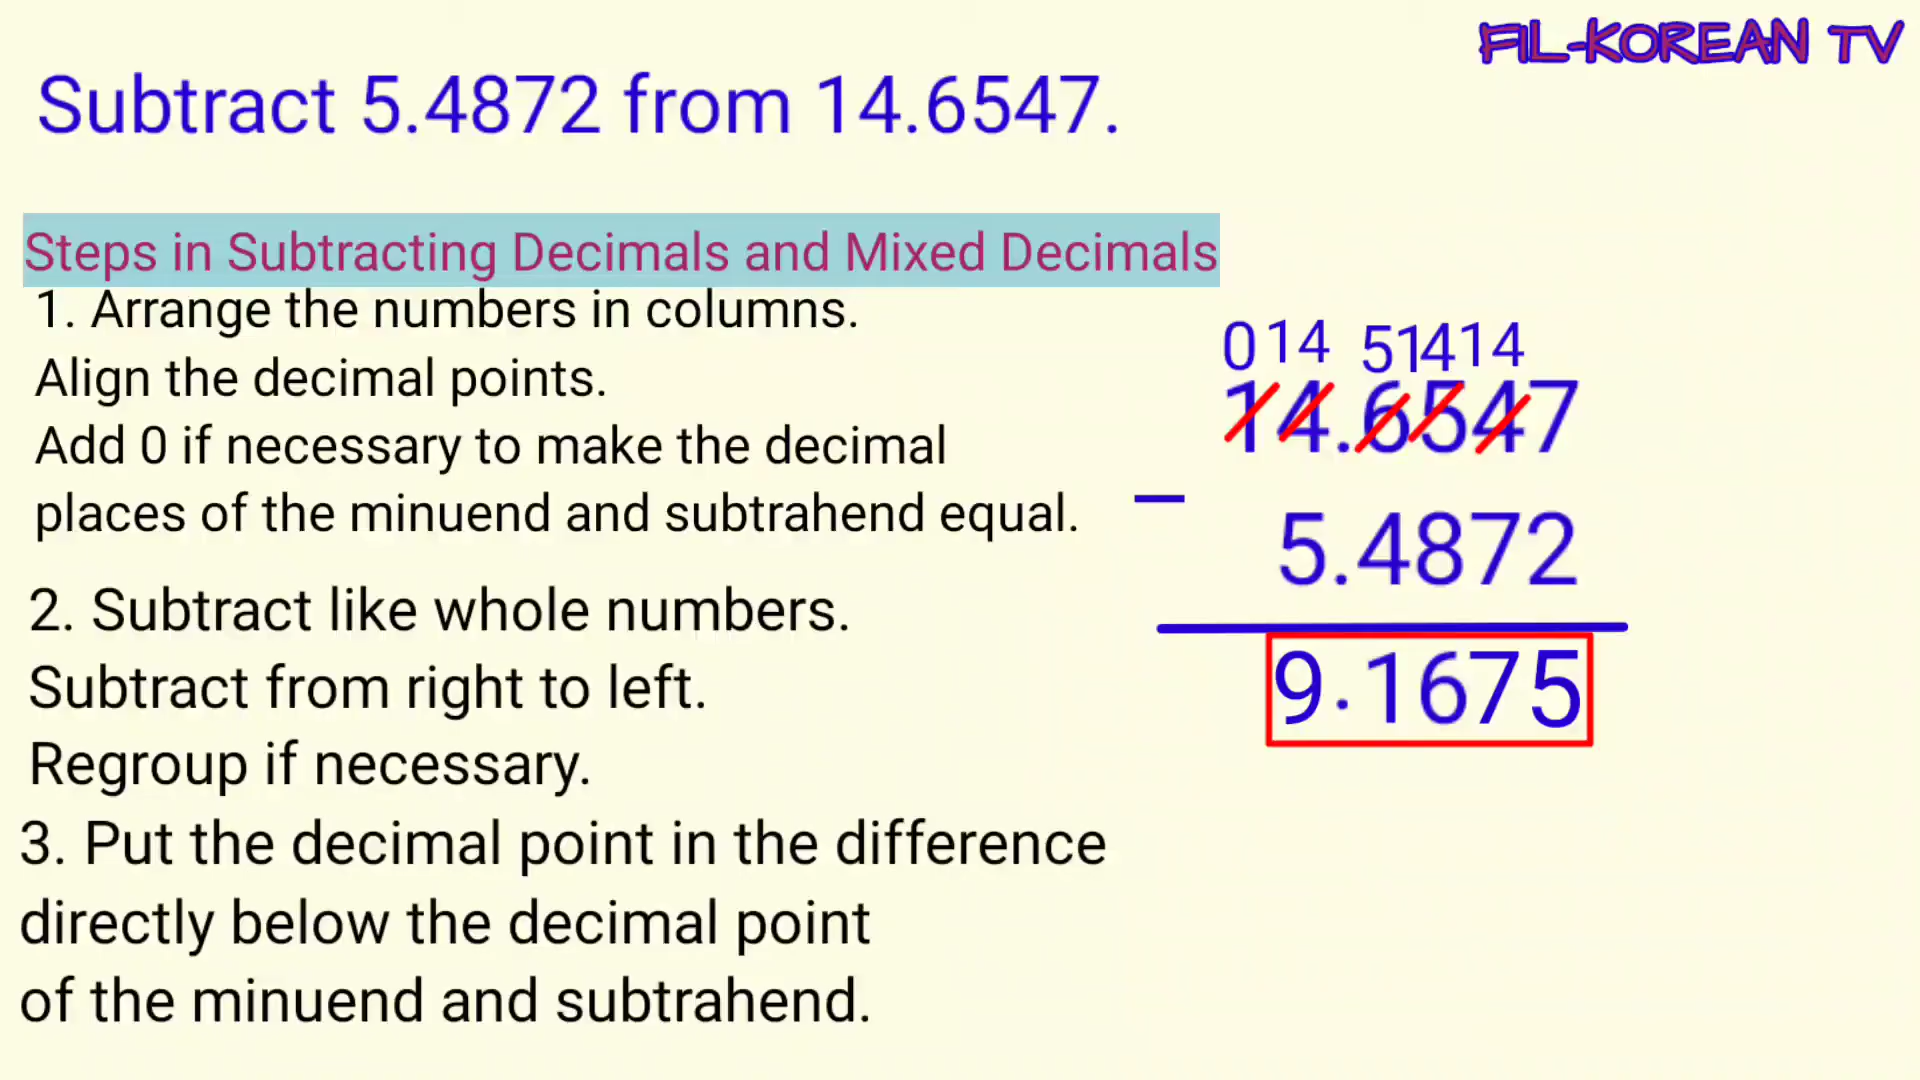 FIL-KOREAN TV
Subtract 5.4872 from 14.6547.
Steps in Subtracting Decimals and Mixed Decimals
1. Arrange the numbers in columns.
Align the decimal points.
Add 0 if necessary to make the decimal
places of the minuend and subtrahend equal.
2. Subtract like whole numbers.
Subtract from right to left.
Regroup if necessary.
3. Put the decimal point in the difference
directly below the decimal point
of the minuend and subtrahend.
0 14 5 14 14
14.6547
–
5.4872
9.1675